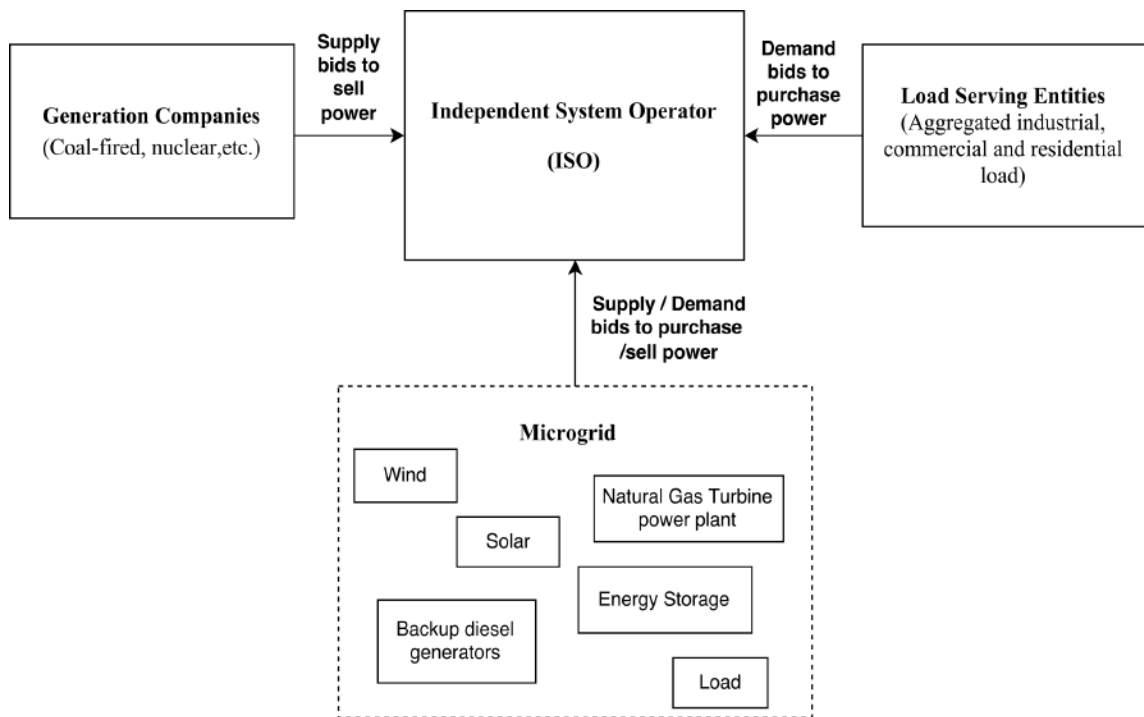 Generation Companies
(Coal-fired, nuclear,etc.)
Supply
bids to
sell
power
Independent System Operator
(ISO)
Demand
bids to
purchase
power
Load Serving Entities
(Aggregated industrial,
commercial and residential
load)
Supply / Demand
bids to purchase
/sell power
Microgrid
Wind
Natural Gas Turbine
power plant
Solar
Energy Storage
Backup diesel
generators
Load